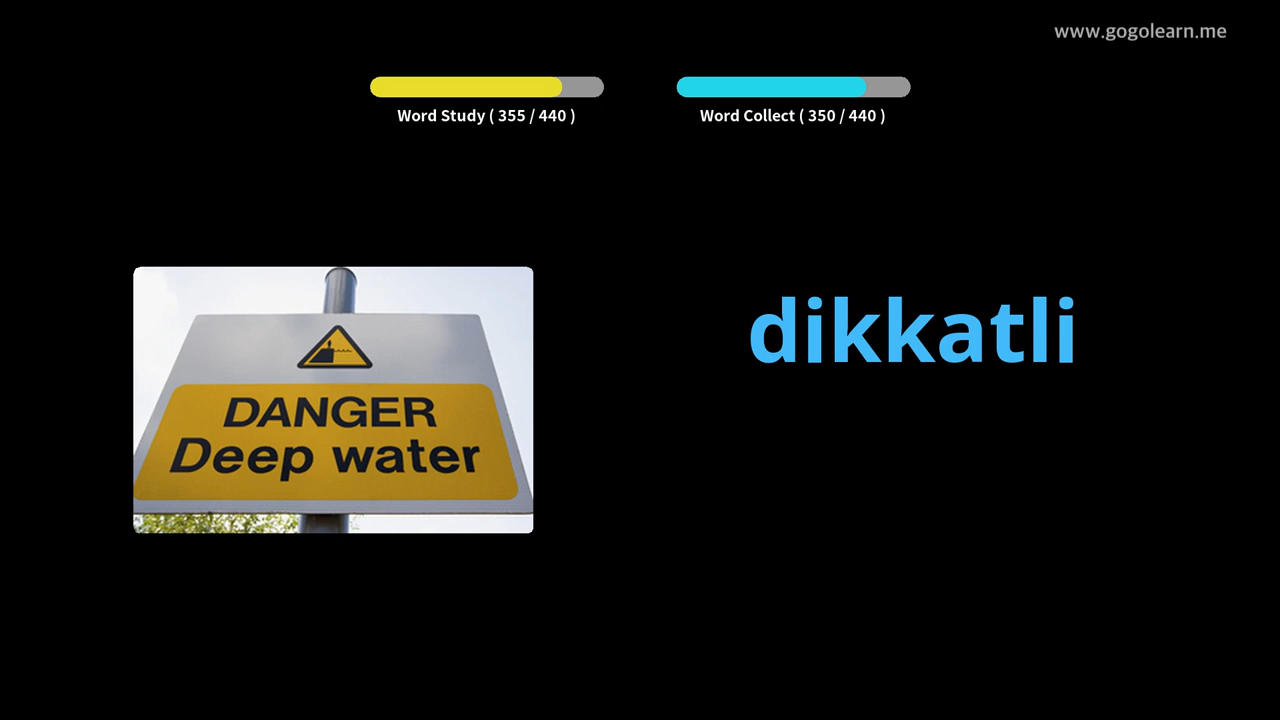 www.gogolearn.me
Word Study ( 355 / 440 )
Word Collect ( 350 / 440 )
DANGER
Deep water
dikkatli